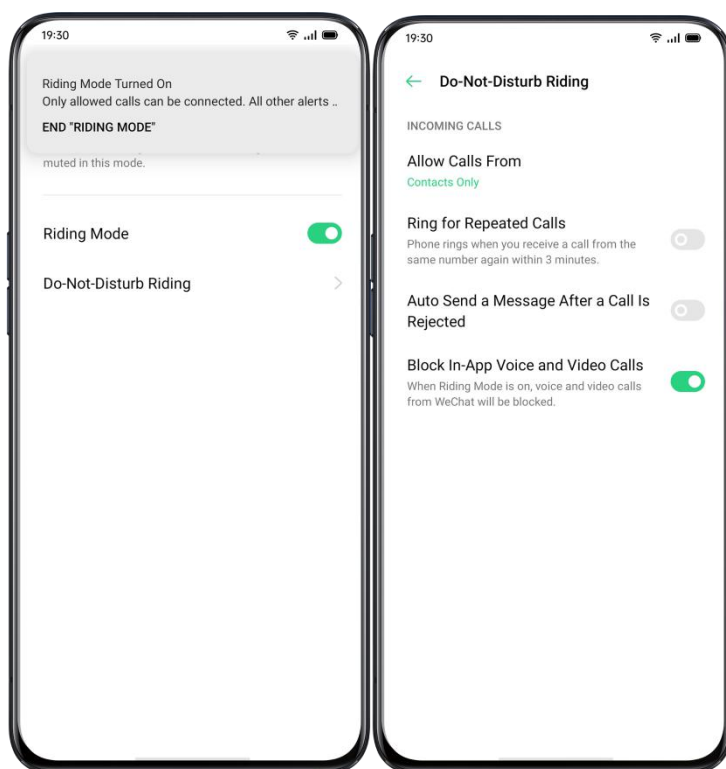 19:30
Riding Mode Turned On
Only allowed calls can be connected. All other alerts ..
END "RIDING MODE"
muted in this mode.
Riding Mode
Do-Not-Disturb Riding
19:30
Do-Not-Disturb Riding
INCOMING CALLS
Allow Calls From
Contacts Only
Ring for Repeated Calls
Phone rings when you receive a call from the
same number again within 3 minutes.
Auto Send a Message After a Call Is
Rejected
Block In-App Voice and Video Calls
When Riding Mode is on, voice and video calls
from WeChat will be blocked.